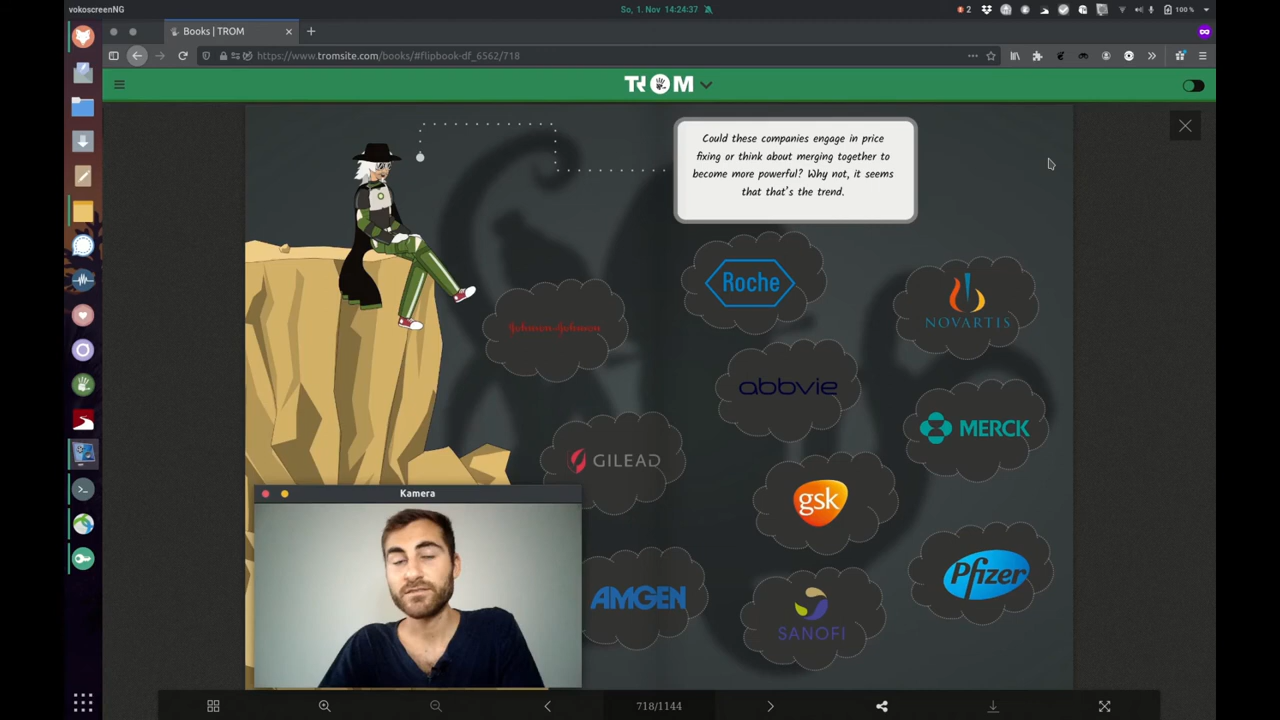 vokoscreenNG
So, 1. Nov 14:24:37
2
100 %
Books | TROM
https://www.tromsite.com/books/#flipbook-df_6562/718
TROM
Could these companies engage in price
fixing or think about merging together to
become more powerful? Why not, it seems
that that's the trend.
Roche
NOVARTIS
Johnson-Johnson
abbvie
MERCK
GILEAD
gsk
Kamera
Pfizer
AMGEN
SANOFI
718/1144